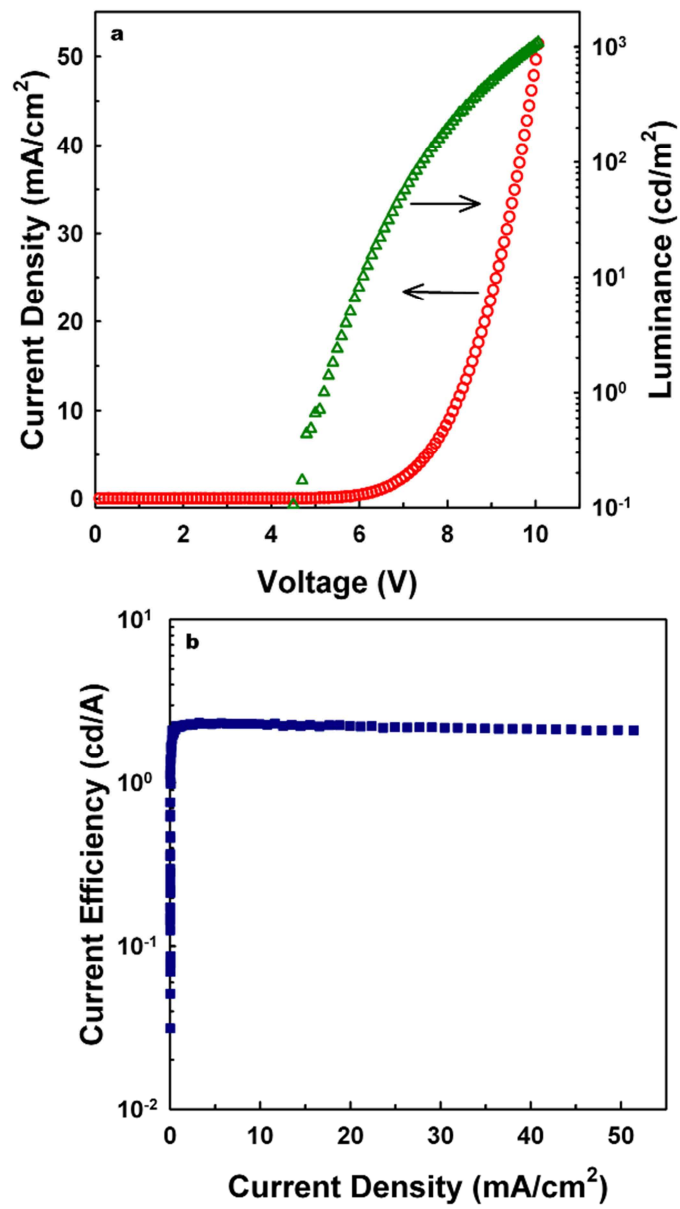 a
Current Density (mA/cm²)
50
40
30
20
10
0
10³
10²
10¹
10⁰
10⁻¹
Luminance (cd/m²)
0 2 4 6 8 10
Voltage (V)
b
Current Efficiency (cd/A)
10¹
10⁰
10⁻¹
10⁻²
0 10 20 30 40 50
Current Density (mA/cm²)